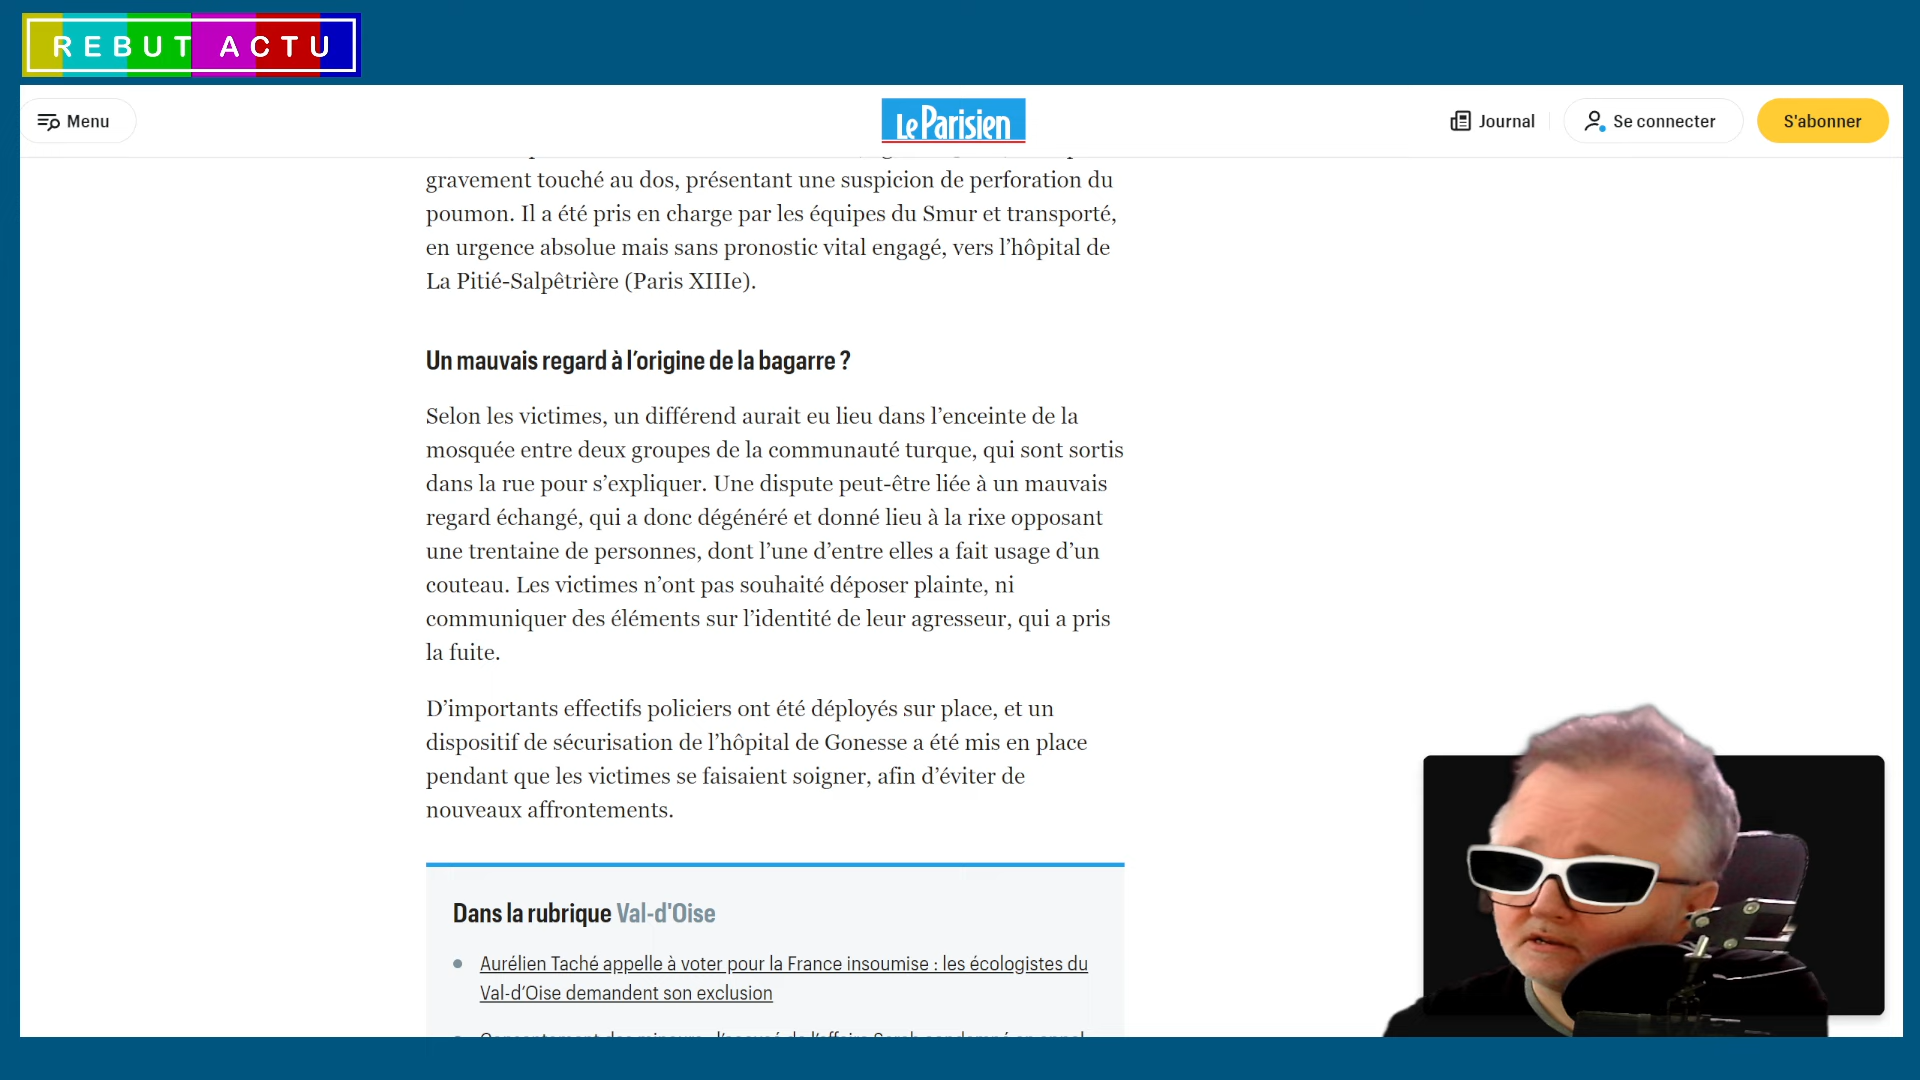 REBUT ACTU
Menu
Le Parisien
Journal
Se connecter
S'abonner
gravement touché au dos, présentant une suspicion de perforation du
poumon. Il a été pris en charge par les équipes du Smur et transporté,
en urgence absolue mais sans pronostic vital engagé, vers l’hôpital de
La Pitié-Salpêtrière (Paris XIIIe).
Un mauvais regard à l’origine de la bagarre ?
Selon les victimes, un différend aurait eu lieu dans l’enceinte de la
mosquée entre deux groupes de la communauté turque, qui sont sortis
dans la rue pour s’expliquer. Une dispute peut-être liée à un mauvais
regard échangé, qui a donc dégénéré et donné lieu à la rixe opposant
une trentaine de personnes, dont l’une d’entre elles a fait usage d’un
couteau. Les victimes n’ont pas souhaité déposer plainte, ni
communiquer des éléments sur l’identité de leur agresseur, qui a pris
la fuite.
D’importants effectifs policiers ont été déployés sur place, et un
dispositif de sécurisation de l’hôpital de Gonesse a été mis en place
pendant que les victimes se faisaient soigner, afin d’éviter de
nouveaux affrontements.
Dans la rubrique Val-d'Oise
Aurélien Taché appelle à voter pour la France insoumise : les écologistes du
Val-d’Oise demandent son exclusion